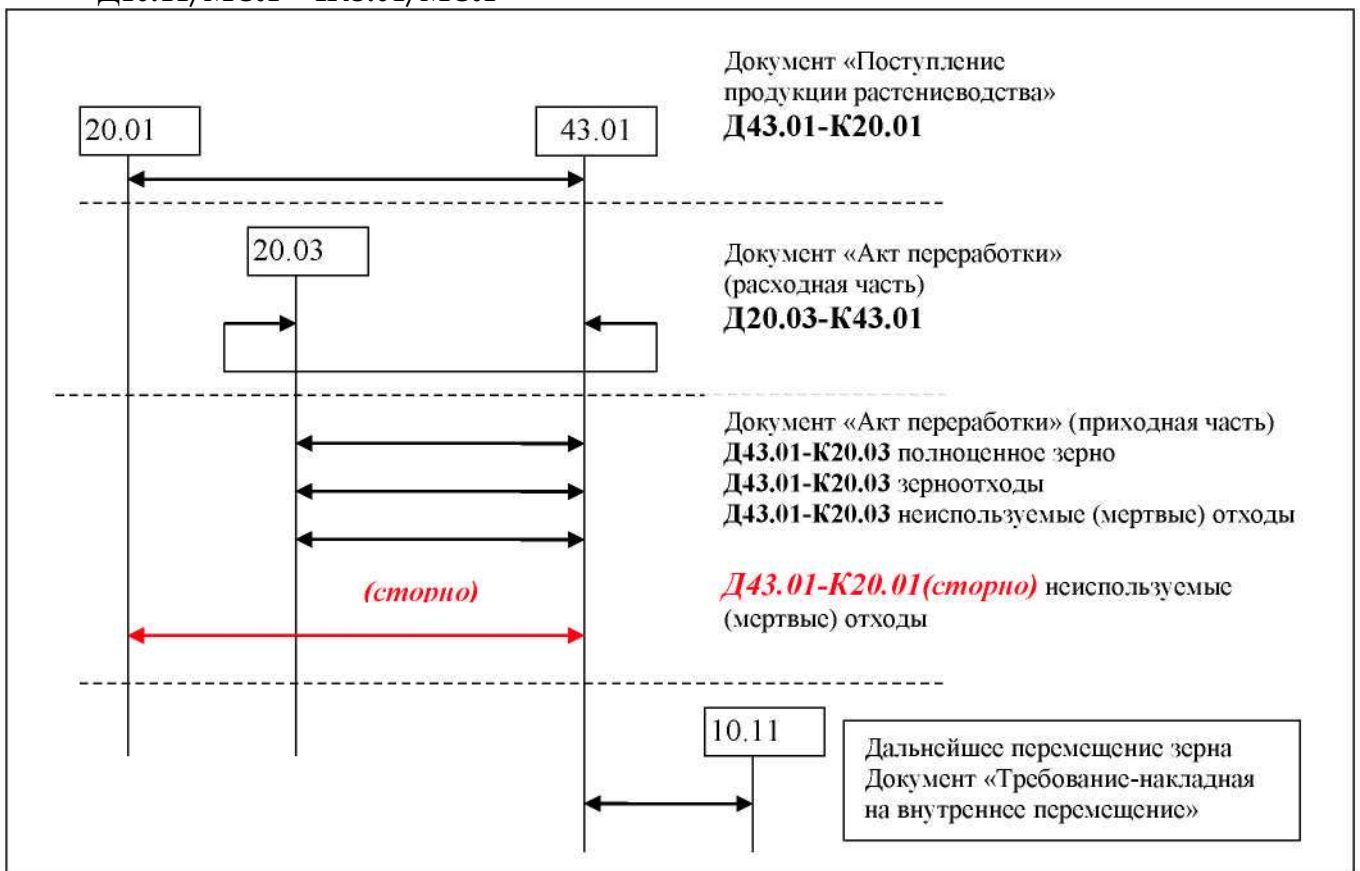 Документ «Поступление
продукции растениеводства»
Д43.01-К20.01
20.01
43.01
20.03
Документ «Акт переработки»
(расходная часть)
Д20.03-К43.01
Документ «Акт переработки» (приходная часть)
Д43.01-К20.03 полноценное зерно
Д43.01-К20.03 зерноотходы
Д43.01-К20.03 неиспользуемые (мертвые) отходы
(сторно)
Д43.01-К20.01(сторно) неиспользуемые
(мертвые) отходы
10.11
Дальнейшее перемещение зерна
Документ «Требование-накладная
на внутреннее перемещение»